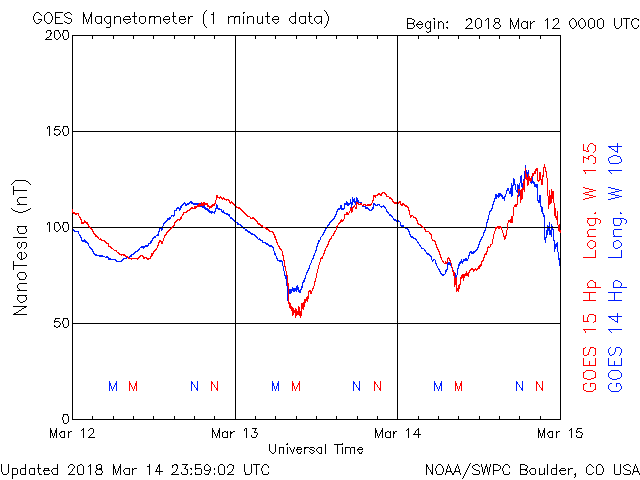 GOES Magnetometer (1 minute data)
Begin: 2018 Mar 12 0000 UTC
200
150
100
50
0
NanoTesla (nT)
M M N N M M N N M M N N
Mar 12 Mar 13 Mar 14 Mar 15
Universal Time
GOES 15 Hp Long. W 135
GOES 14 Hp Long. W 104
Updated 2018 Mar 14 23:59:02 UTC
NOAA/SWPC Boulder, CO USA